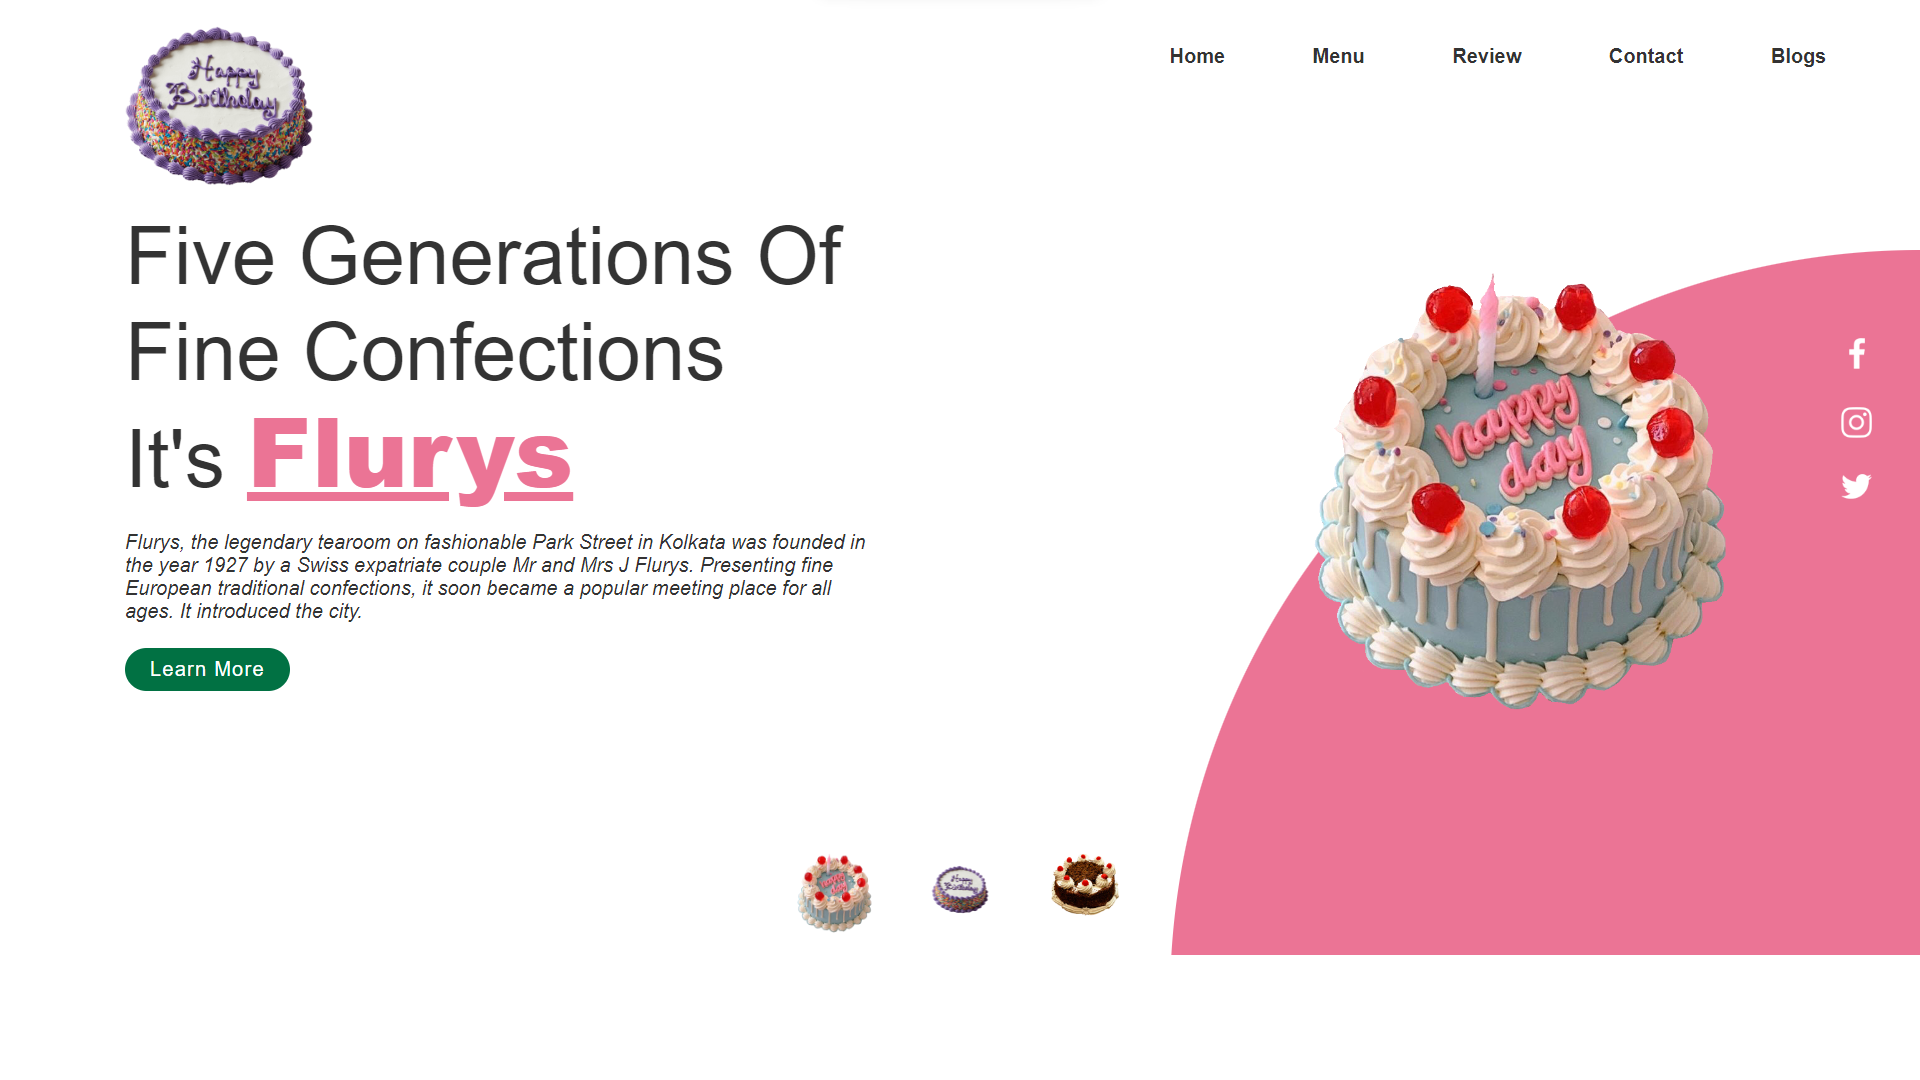 Happy
Birthday
Home
Menu
Review
Contact
Blogs
Five Generations Of
Fine Confections
It's Flurys
Flurys, the legendary tearoom on fashionable Park Street in Kolkata was founded in
the year 1927 by a Swiss expatriate couple Mr and Mrs J Flurys. Presenting fine
European traditional confections, it soon became a popular meeting place for all
ages. It introduced the city.
Learn More
happy
day
Happy
Birthday